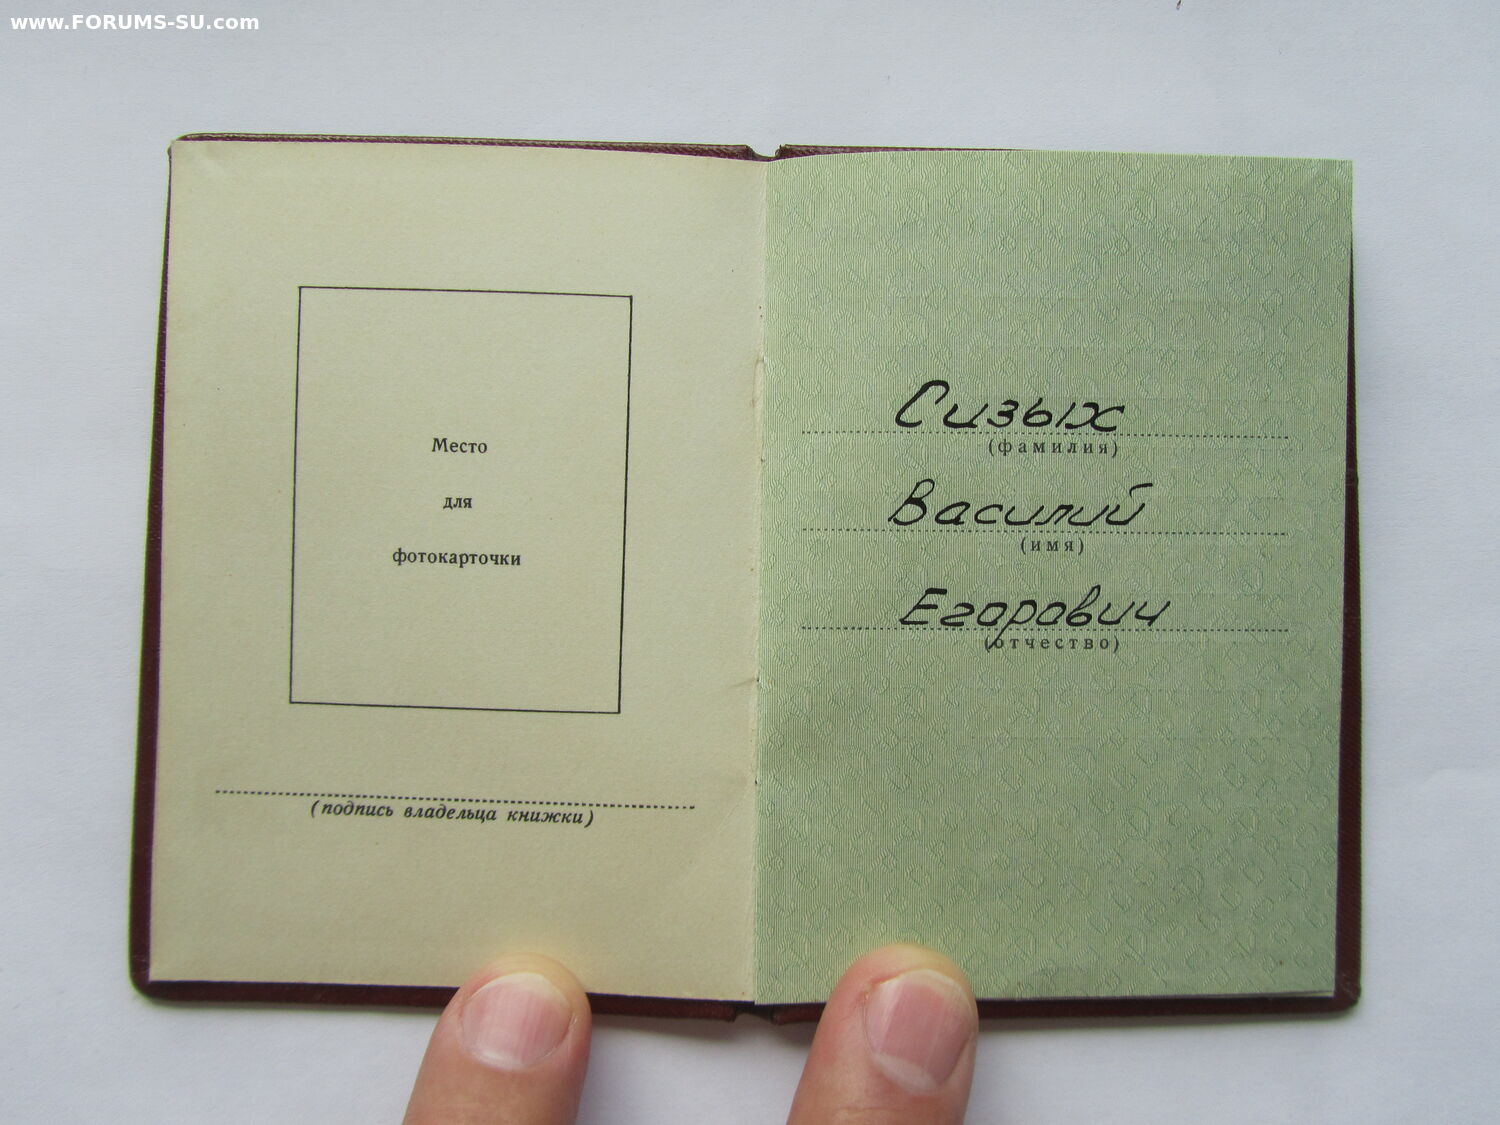 www.FORUMS-SU.com
Место
для
фотокарточки
(подпись владельца книжки)
Сизых
(фамилия)
Василий
(имя)
Егорович
(отчество)